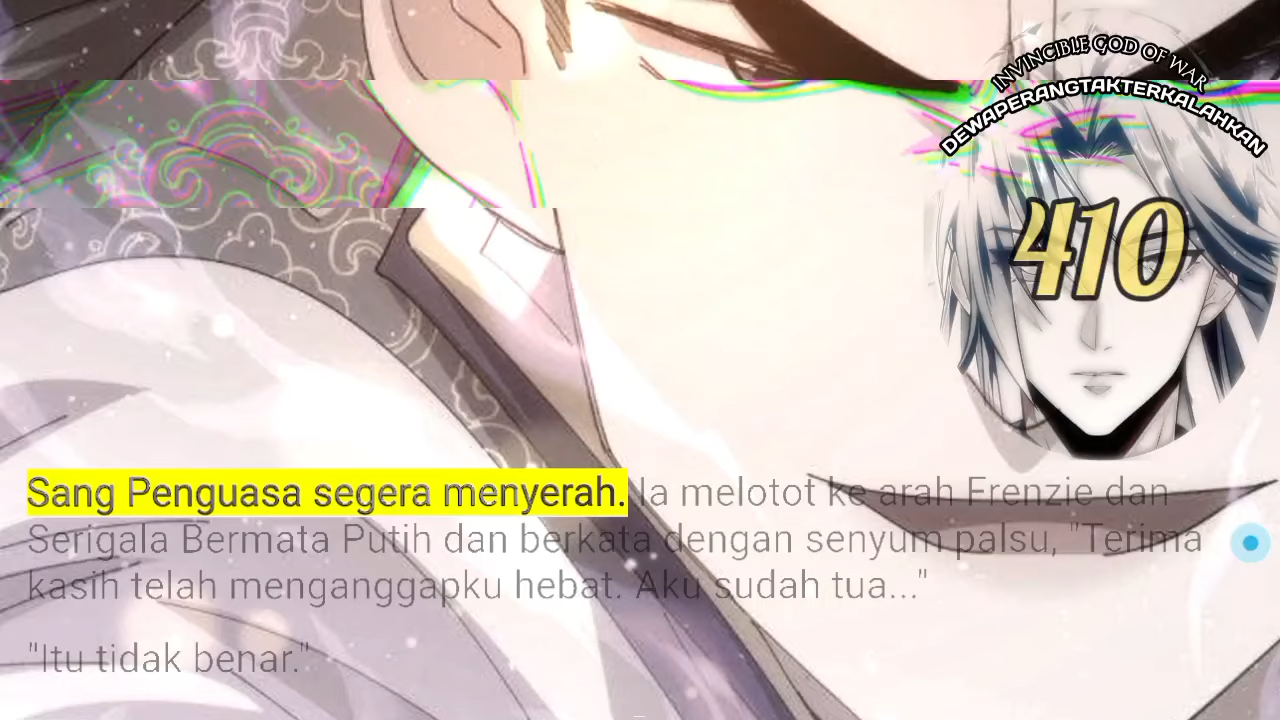 INVINCIBLE GOD OF WAR
DEWAPERANGTAKTERKALAHKAN
410
Sang Penguasa segera menyerah. Ia melotot ke arah Frenzie dan
Serigala Bermata Putih dan berkata dengan senyum palsu, "Terima
kasih telah menganggapku hebat. Aku sudah tua..."
"Itu tidak benar."